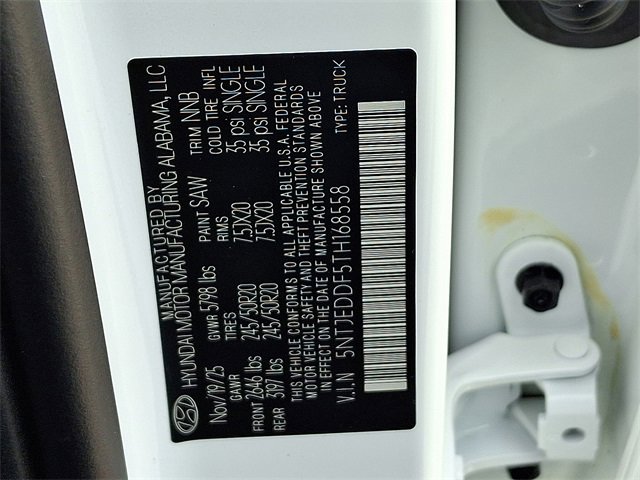 MANUFACTURED BY
HYUNDAI MOTOR MANUFACTURING ALABAMA, LLC
Nov/19/25 GVWR 5798 lbs PAINT SAW TRIM NNB
GAWR TIRES RIMS COLD TIRE INFL
FRONT 2646 lbs 245/50R20 7.5JX20 35 psi SINGLE
REAR 3197 lbs 245/50R20 7.5JX20 35 psi SINGLE
THIS VEHICLE CONFORMS TO ALL APPLICABLE U.S.A. FEDERAL
MOTOR VEHICLE SAFETY AND THEFT PREVENTION STANDARDS
IN EFFECT ON THE DATE OF MANUFACTURE SHOWN ABOVE
V.I.N 5NTJEDDF5TH168558 TYPE: TRUCK